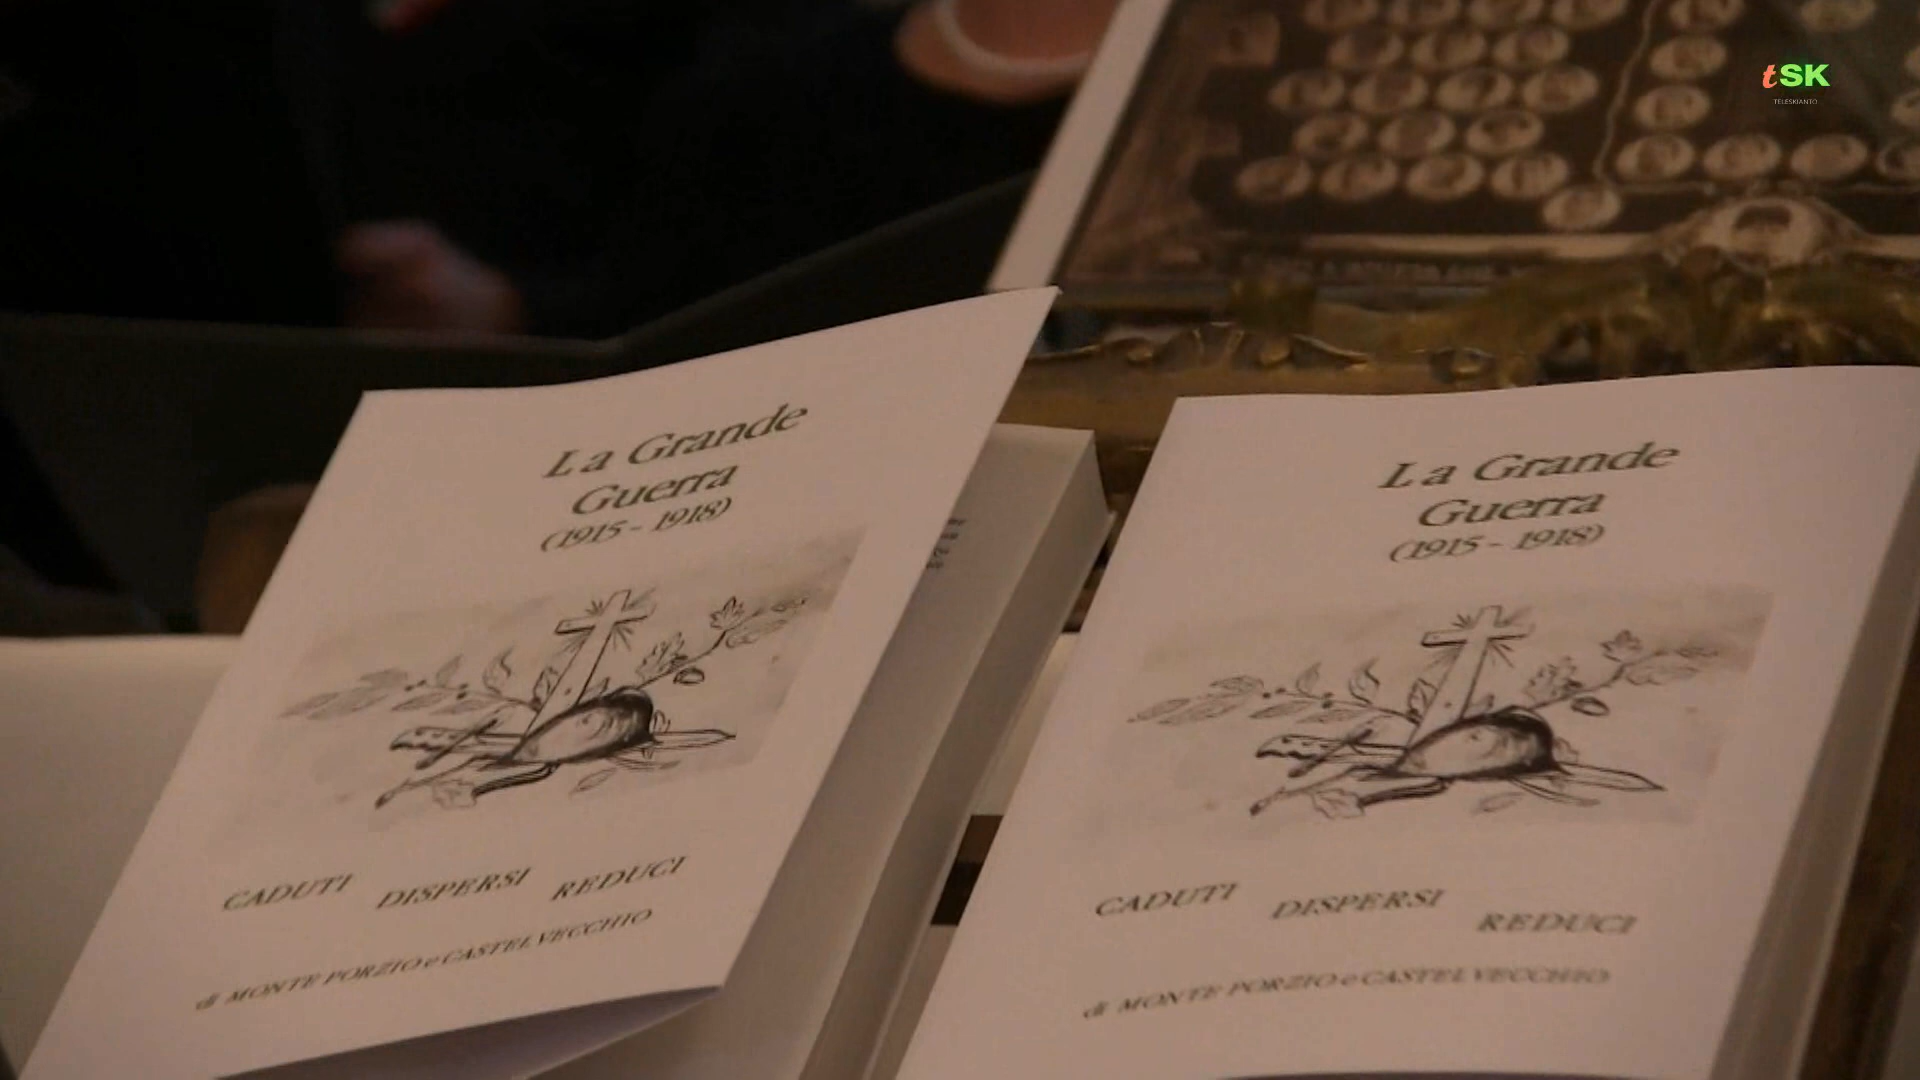 tSK
TELESKIANTO
La Grande
Guerra
(1915 - 1918)
CADUTI DISPERSI REDUCI
di MONTE PORZIO e CASTELVECCHIO
La Grande
Guerra
(1915 - 1918)
CADUTI DISPERSI REDUCI
di MONTE PORZIO e CASTELVECCHIO